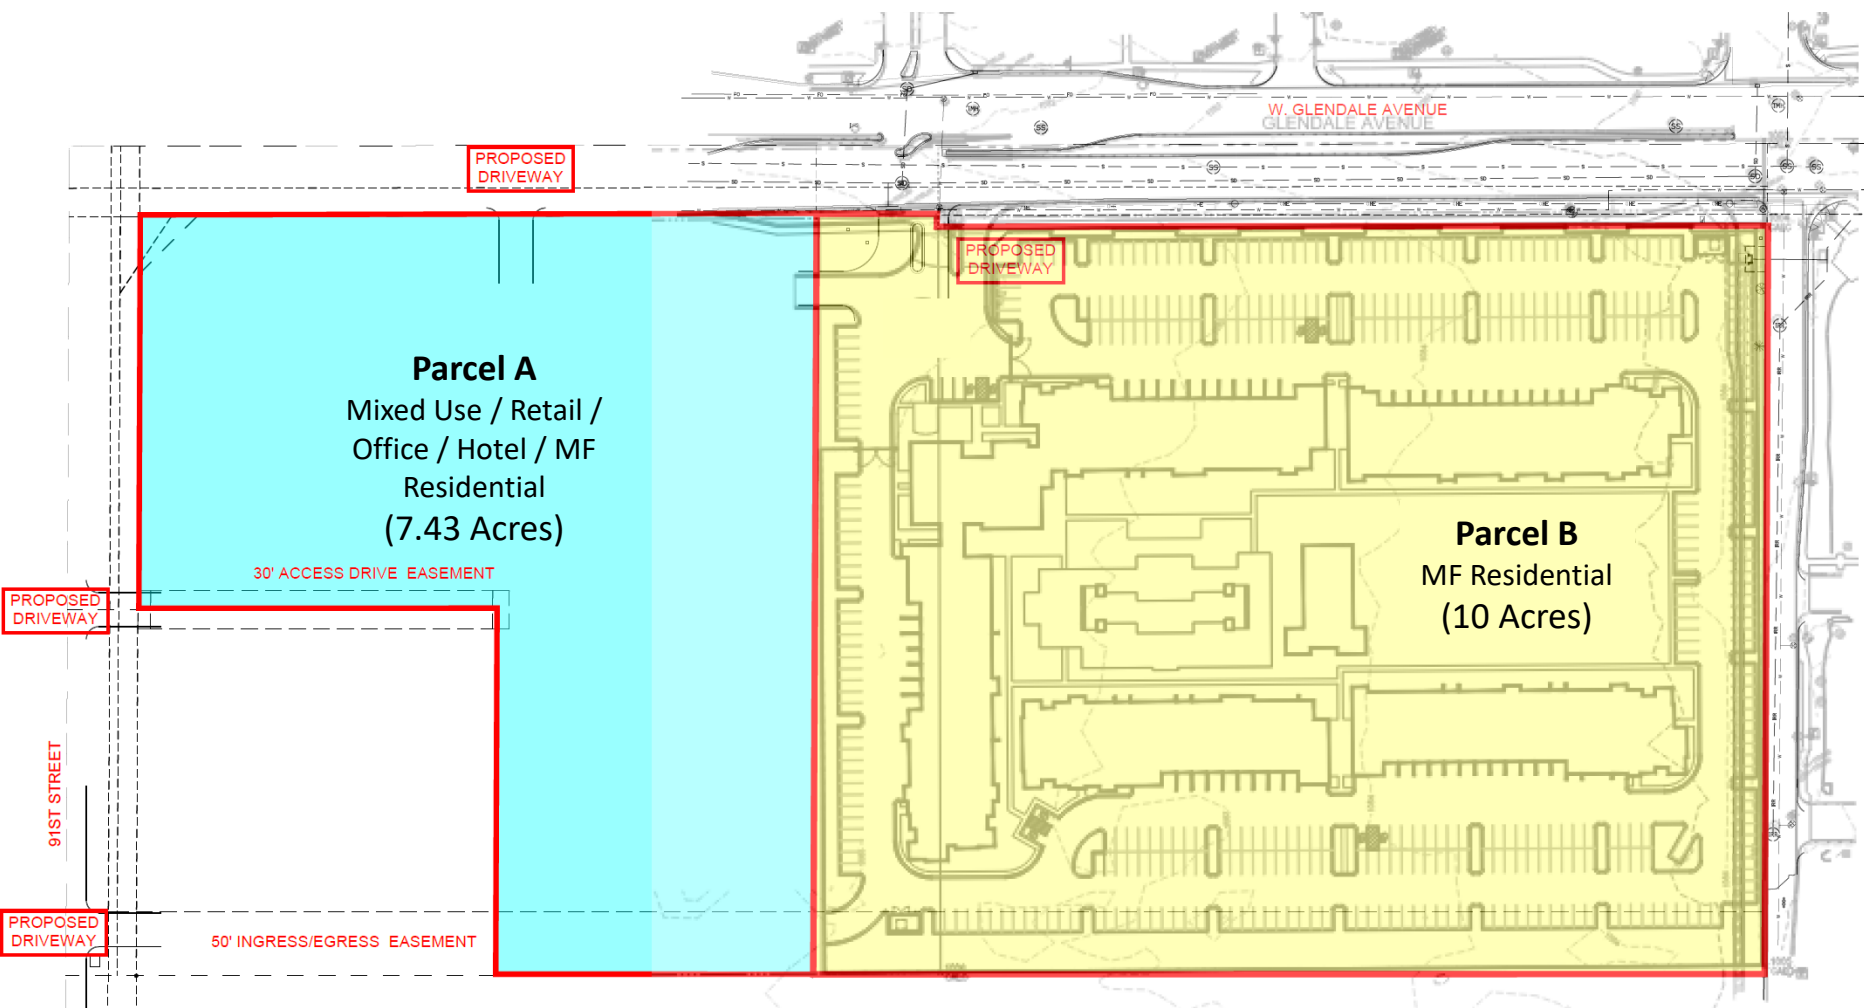 W. GLENDALE AVENUE
GLENDALE AVENUE
PROPOSED
DRIVEWAY
PROPOSED
DRIVEWAY
Parcel A
Mixed Use / Retail /
Office / Hotel / MF
Residential
(7.43 Acres)
Parcel B
MF Residential
(10 Acres)
30' ACCESS DRIVE EASEMENT
PROPOSED
DRIVEWAY
91ST STREET
PROPOSED
DRIVEWAY
50' INGRESS/EGRESS EASEMENT